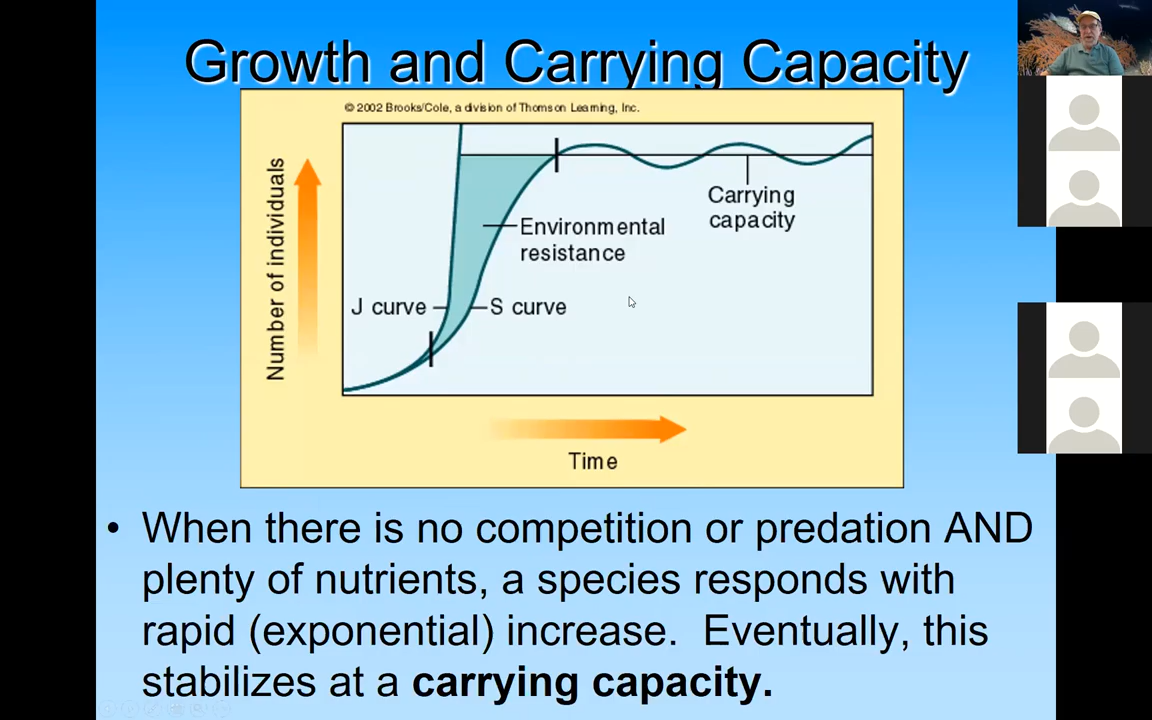 Growth and Carrying Capacity
© 2002 Brooks/Cole, a division of Thomson Learning, Inc.
Number of individuals
Carrying
capacity
Environmental
resistance
J curve
S curve
Time
• When there is no competition or predation AND
plenty of nutrients, a species responds with
rapid (exponential) increase.  Eventually, this
stabilizes at a carrying capacity.